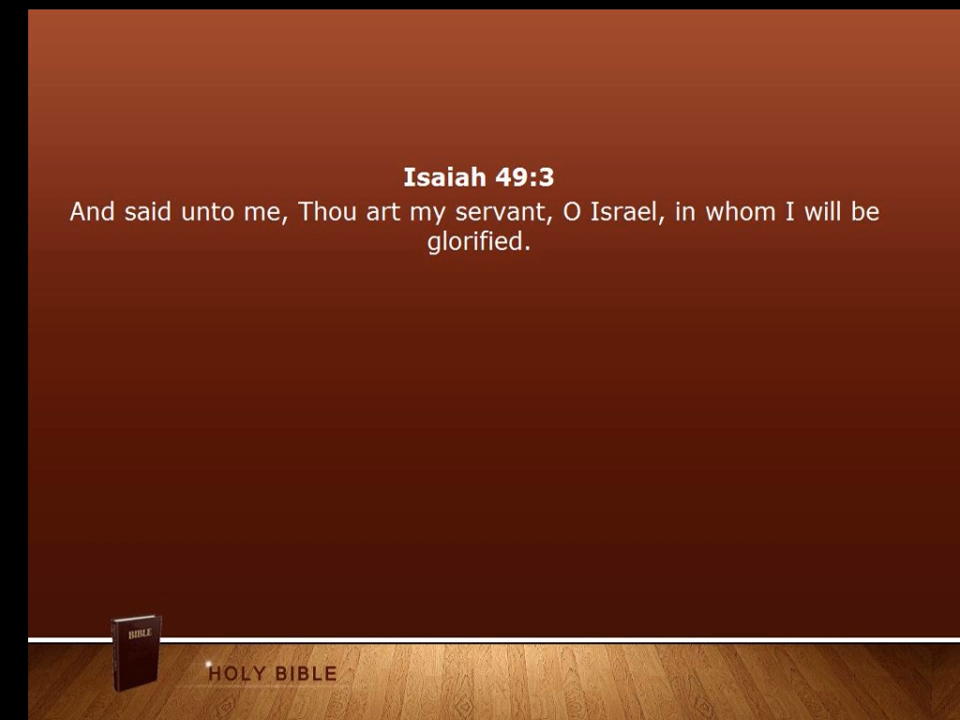 Isaiah 49:3
And said unto me, Thou art my servant, O Israel, in whom I will be
glorified.
BIBLE
HOLY BIBLE